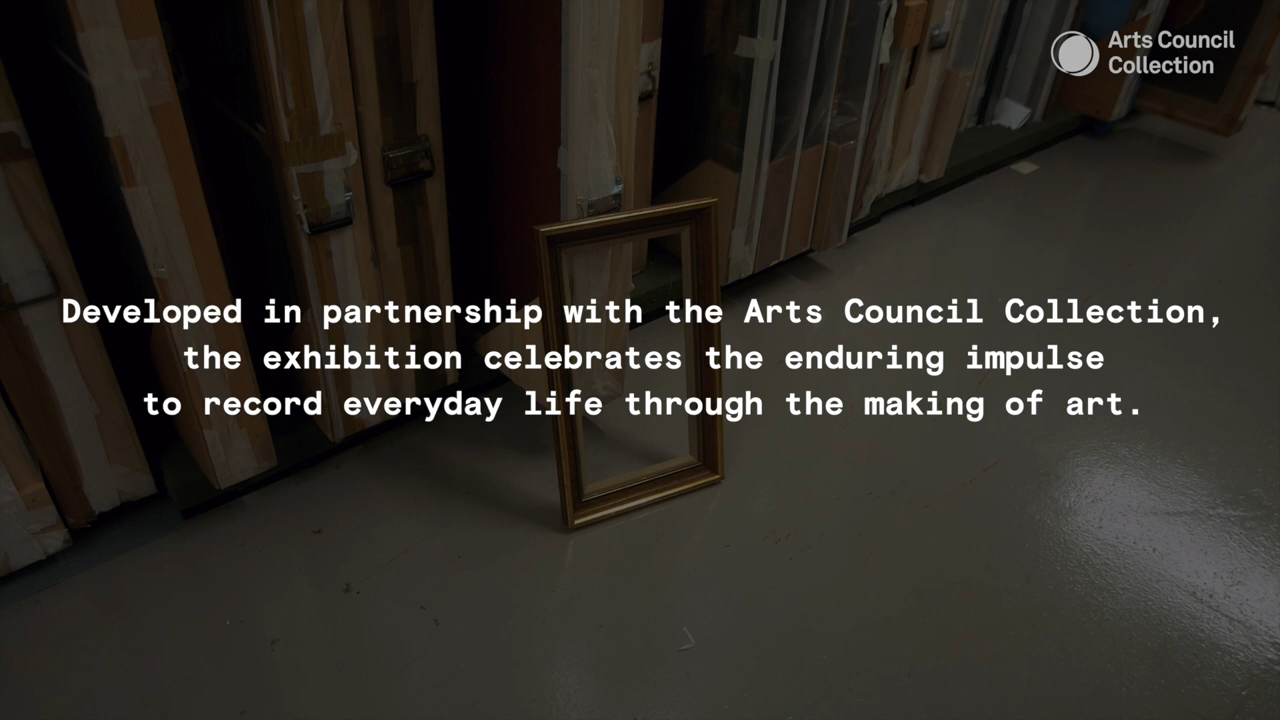 Arts Council
Collection
Developed in partnership with the Arts Council Collection,
the exhibition celebrates the enduring impulse
to record everyday life through the making of art.